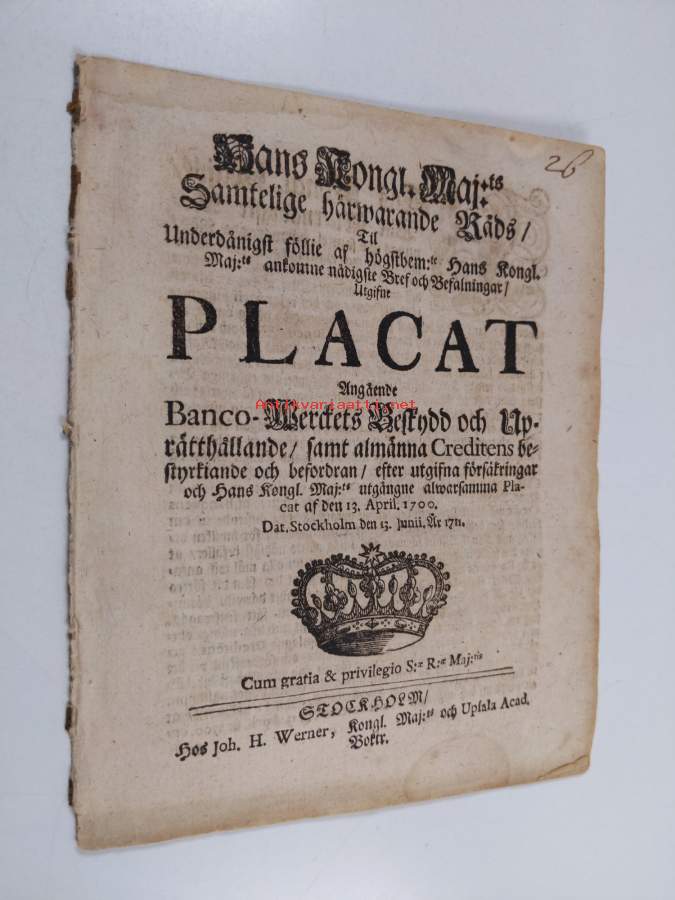 26
Hans Kongl. Maj:ts
Samtelige härwarande Råds/
Til
Underdånigst föllie af högstbem:te Hans Kongl.
Maj:ts ankomne nådigste Bref och Befalningar/
Utgifne
PLACAT
Angående
Antikvariaatti.net
Banco-Werckets Beskydd och Up-
rätthållande/ samt almänna Creditens be-
styrkiande och befordran/ efter utgifna försäkringar
och Hans Kongl. Maj:ts utgångne alwarsamma Pla-
cat af den 13. April. 1700.
Dat. Stockholm den 13. Junii. År 1711.
Cum gratia & privilegio S:æ R:æ Maj:tis
STOCKHOLM/
Hos Joh. H. Werner, Kongl. Maj:ts och Upsala Acad.
Boktr.